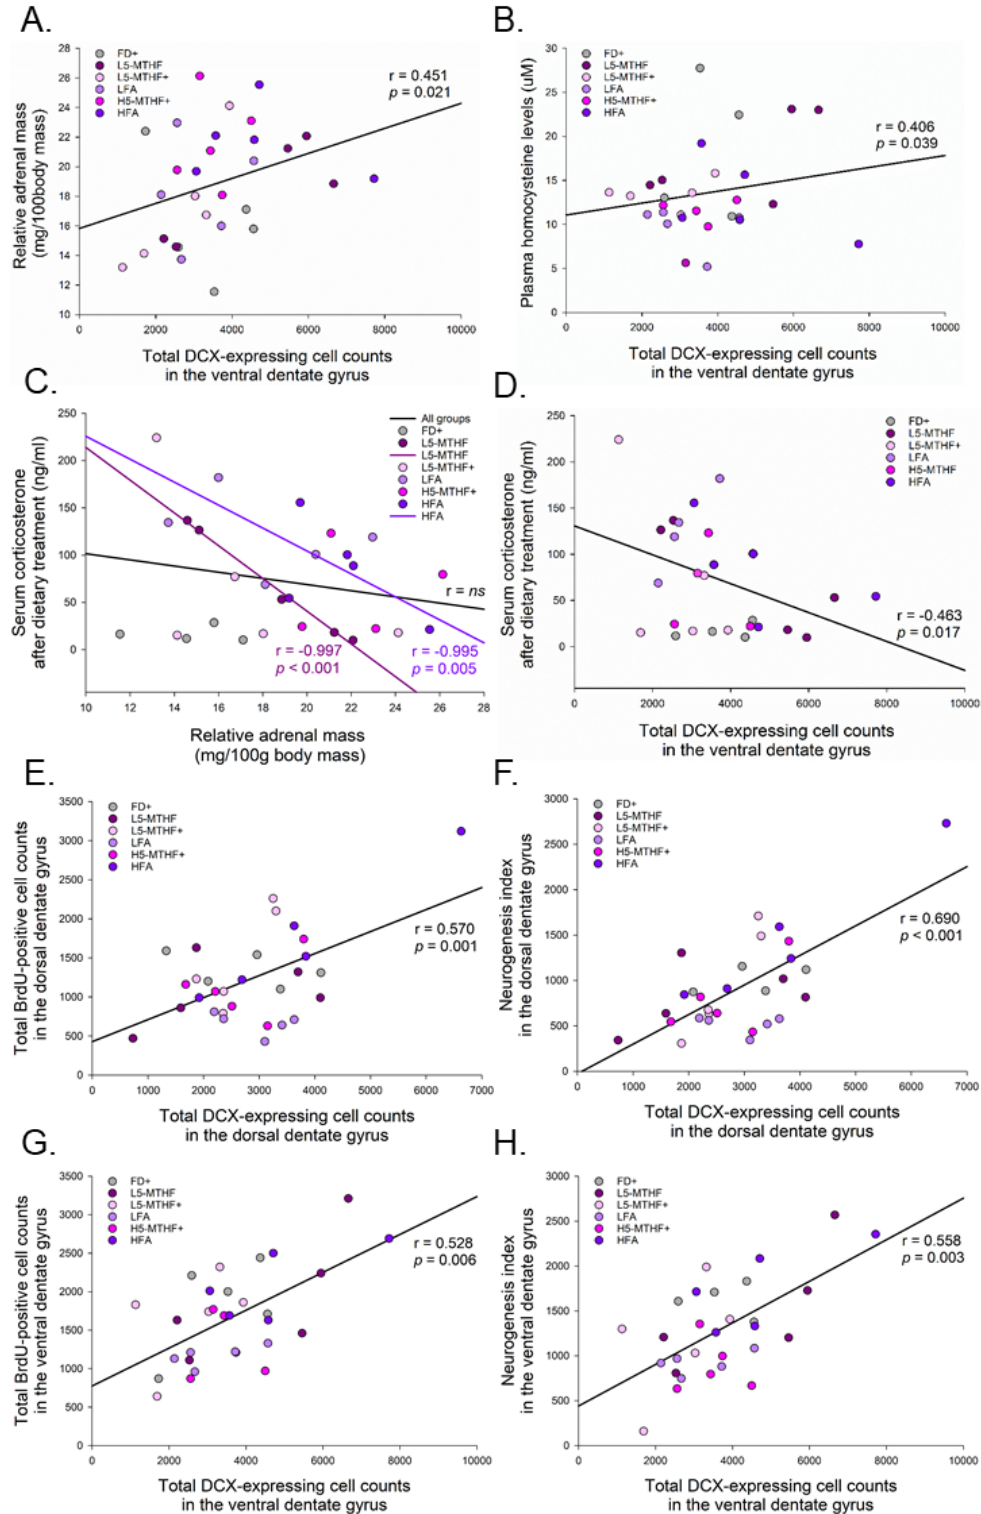 A.
28
26
24
22
20
18
16
14
12
10
0
2000
4000
6000
8000
10000
FD+
L5-MTHF
L5-MTHF+
LFA
H5-MTHF+
HFA
r = 0.451
p = 0.021
Relative adrenal mass
(mg/100body mass)
Total DCX-expressing cell counts
in the ventral dentate gyrus
B.
30
25
20
15
10
5
0
0
2000
4000
6000
8000
10000
FD+
L5-MTHF
L5-MTHF+
LFA
H5-MTHF+
HFA
r = 0.406
p = 0.039
Plasma homocysteine levels (uM)
Total DCX-expressing cell counts
in the ventral dentate gyrus
C.
250
200
150
100
50
0
10
12
14
16
18
20
22
24
26
28
All groups
FD+
L5-MTHF
L5-MTHF
L5-MTHF+
LFA
H5-MTHF+
HFA
HFA
r = ns
r = -0.997
p < 0.001
r = -0.995
p = 0.005
Serum corticosterone
after dietary treatment (ng/ml)
Relative adrenal mass
(mg/100g body mass)
D.
250
200
150
100
50
0
0
2000
4000
6000
8000
10000
FD+
L5-MTHF
L5-MTHF+
LFA
H5-MTHF
HFA
r = -0.463
p = 0.017
Serum corticosterone
after dietary treatment (ng/ml)
Total DCX-expressing cell counts
in the ventral dentate gyrus
E.
3500
3000
2500
2000
1500
1000
500
0
0
1000
2000
3000
4000
5000
6000
7000
FD+
L5-MTHF
L5-MTHF+
LFA
H5-MTHF+
HFA
r = 0.570
p = 0.001
Total BrdU-positive cell counts
in the dorsal dentate gyrus
Total DCX-expressing cell counts
in the dorsal dentate gyrus
F.
3000
2500
2000
1500
1000
500
0
0
1000
2000
3000
4000
5000
6000
7000
FD+
L5-MTHF
L5-MTHF+
LFA
H5-MTHF+
HFA
r = 0.690
p < 0.001
Neurogenesis index
in the dorsal dentate gyrus
Total DCX-expressing cell counts
in the dorsal dentate gyrus
G.
3500
3000
2500
2000
1500
1000
500
0
0
2000
4000
6000
8000
10000
FD+
L5-MTHF
L5-MTHF+
LFA
H5-MTHF+
HFA
r = 0.528
p = 0.006
Total BrdU-positive cell counts
in the ventral dentate gyrus
Total DCX-expressing cell counts
in the ventral dentate gyrus
H.
3000
2500
2000
1500
1000
500
0
0
2000
4000
6000
8000
10000
FD+
L5-MTHF
L5-MTHF+
LFA
H5-MTHF+
HFA
r = 0.558
p = 0.003
Neurogenesis index
in the ventral dentate gyrus
Total DCX-expressing cell counts
in the ventral dentate gyrus